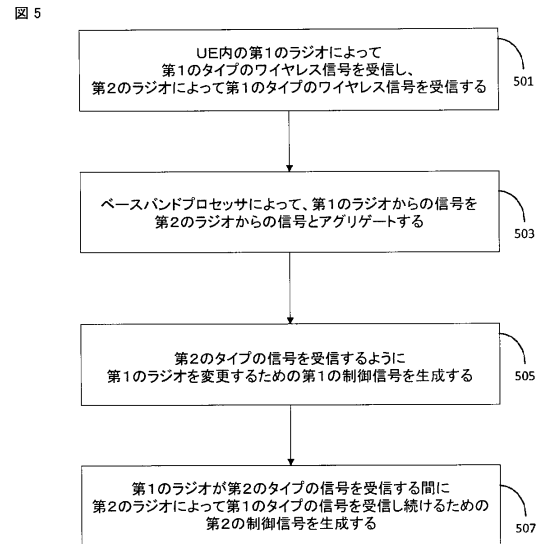 図 5
UE内の第1のラジオによって
第1のタイプのワイヤレス信号を受信し、
第2のラジオによって第1のタイプのワイヤレス信号を受信する
501
ベースバンドプロセッサによって、第1のラジオからの信号を
第2のラジオからの信号とアグリゲートする
503
第2のタイプの信号を受信するように
第1のラジオを変更するための第1の制御信号を生成する
505
第1のラジオが第2のタイプの信号を受信する間に
第2のラジオによって第1のタイプの信号を受信し続けるための
第2の制御信号を生成する
507